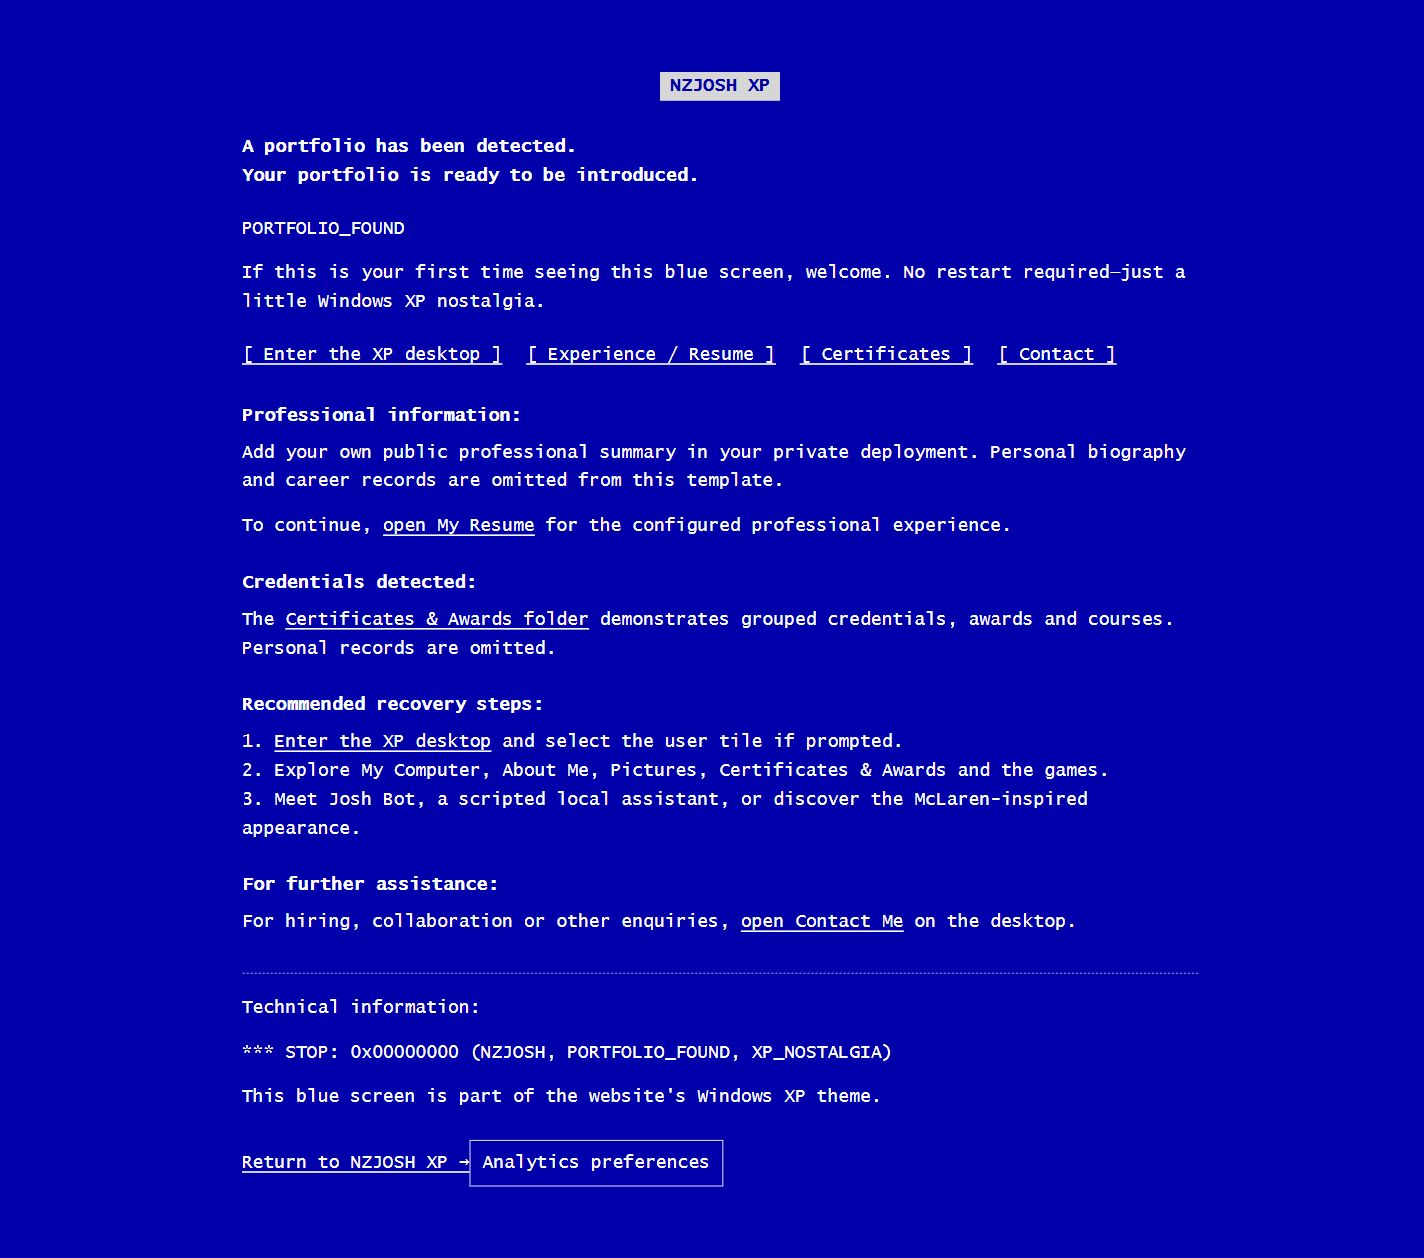 NZJOSH XP
A portfolio has been detected.
Your portfolio is ready to be introduced.
PORTFOLIO_FOUND
If this is your first time seeing this blue screen, welcome. No restart required—just a
little Windows XP nostalgia.
[ Enter the XP desktop ] [ Experience / Resume ] [ Certificates ] [ Contact ]
Professional information:
Add your own public professional summary in your private deployment. Personal biography
and career records are omitted from this template.
To continue, open My Resume for the configured professional experience.
Credentials detected:
The Certificates & Awards folder demonstrates grouped credentials, awards and courses.
Personal records are omitted.
Recommended recovery steps:
1. Enter the XP desktop and select the user tile if prompted.
2. Explore My Computer, About Me, Pictures, Certificates & Awards and the games.
3. Meet Josh Bot, a scripted local assistant, or discover the McLaren-inspired
appearance.
For further assistance:
For hiring, collaboration or other enquiries, open Contact Me on the desktop.
Technical information:
*** STOP: 0x00000000 (NZJOSH, PORTFOLIO_FOUND, XP_NOSTALGIA)
This blue screen is part of the website's Windows XP theme.
Return to NZJOSH XP → Analytics preferences